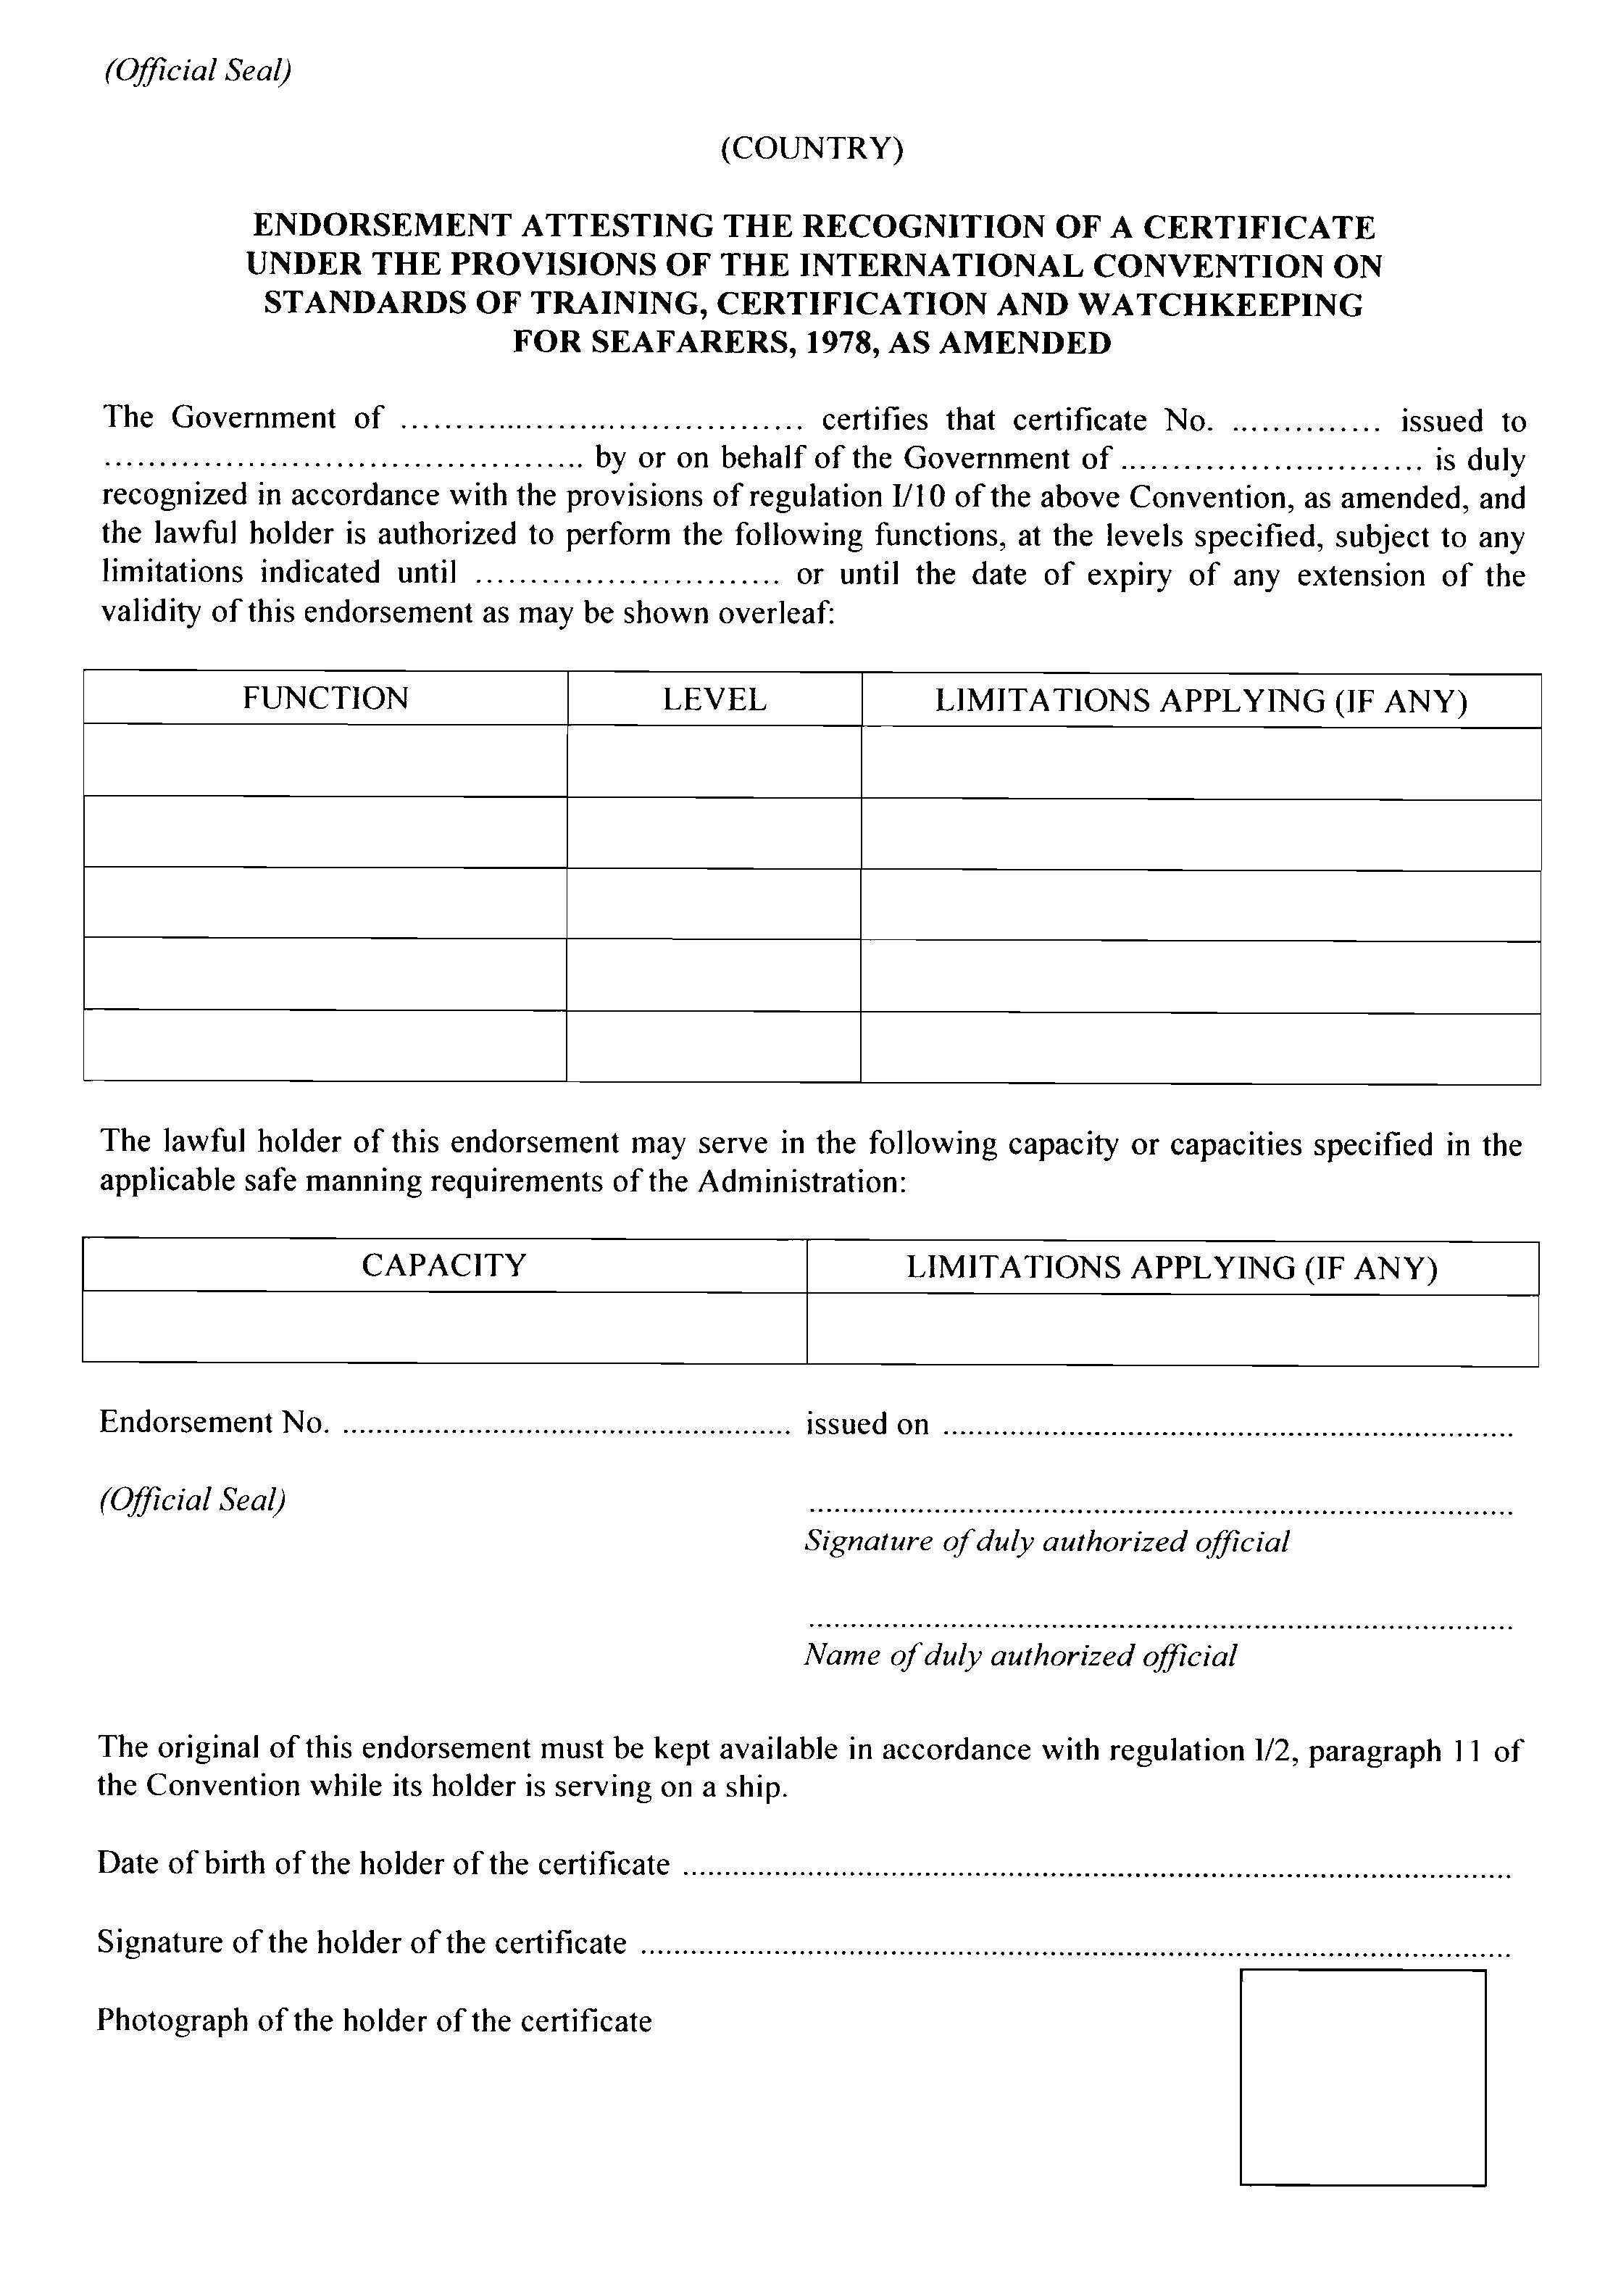 (Official Seal)
(COUNTRY)
ENDORSEMENT ATTESTING THE RECOGNITION OF A CERTIFICATE
UNDER THE PROVISIONS OF THE INTERNATIONAL CONVENTION ON
STANDARDS OF TRAINING, CERTIFICATION AND WATCHKEEPING
FOR SEAFARERS, 1978, AS AMENDED
The Government of ........................................ certifies that certificate No. ............... issued to
................................................ by or on behalf of the Government of .............................. is duly
recognized in accordance with the provisions of regulation I/10 of the above Convention, as amended, and
the lawful holder is authorized to perform the following functions, at the levels specified, subject to any
limitations indicated until .............................. or until the date of expiry of any extension of the
validity of this endorsement as may be shown overleaf:
FUNCTION LEVEL LIMITATIONS APPLYING (IF ANY)
The lawful holder of this endorsement may serve in the following capacity or capacities specified in the
applicable safe manning requirements of the Administration:
CAPACITY LIMITATIONS APPLYING (IF ANY)
Endorsement No. ...................................................... issued on .....................................................................
(Official Seal) .....................................................................................
Signature of duly authorized official
.....................................................................................
Name of duly authorized official
The original of this endorsement must be kept available in accordance with regulation I/2, paragraph 11 of
the Convention while its holder is serving on a ship.
Date of birth of the holder of the certificate ....................................................................................................
Signature of the holder of the certificate .........................................................................................................
Photograph of the holder of the certificate